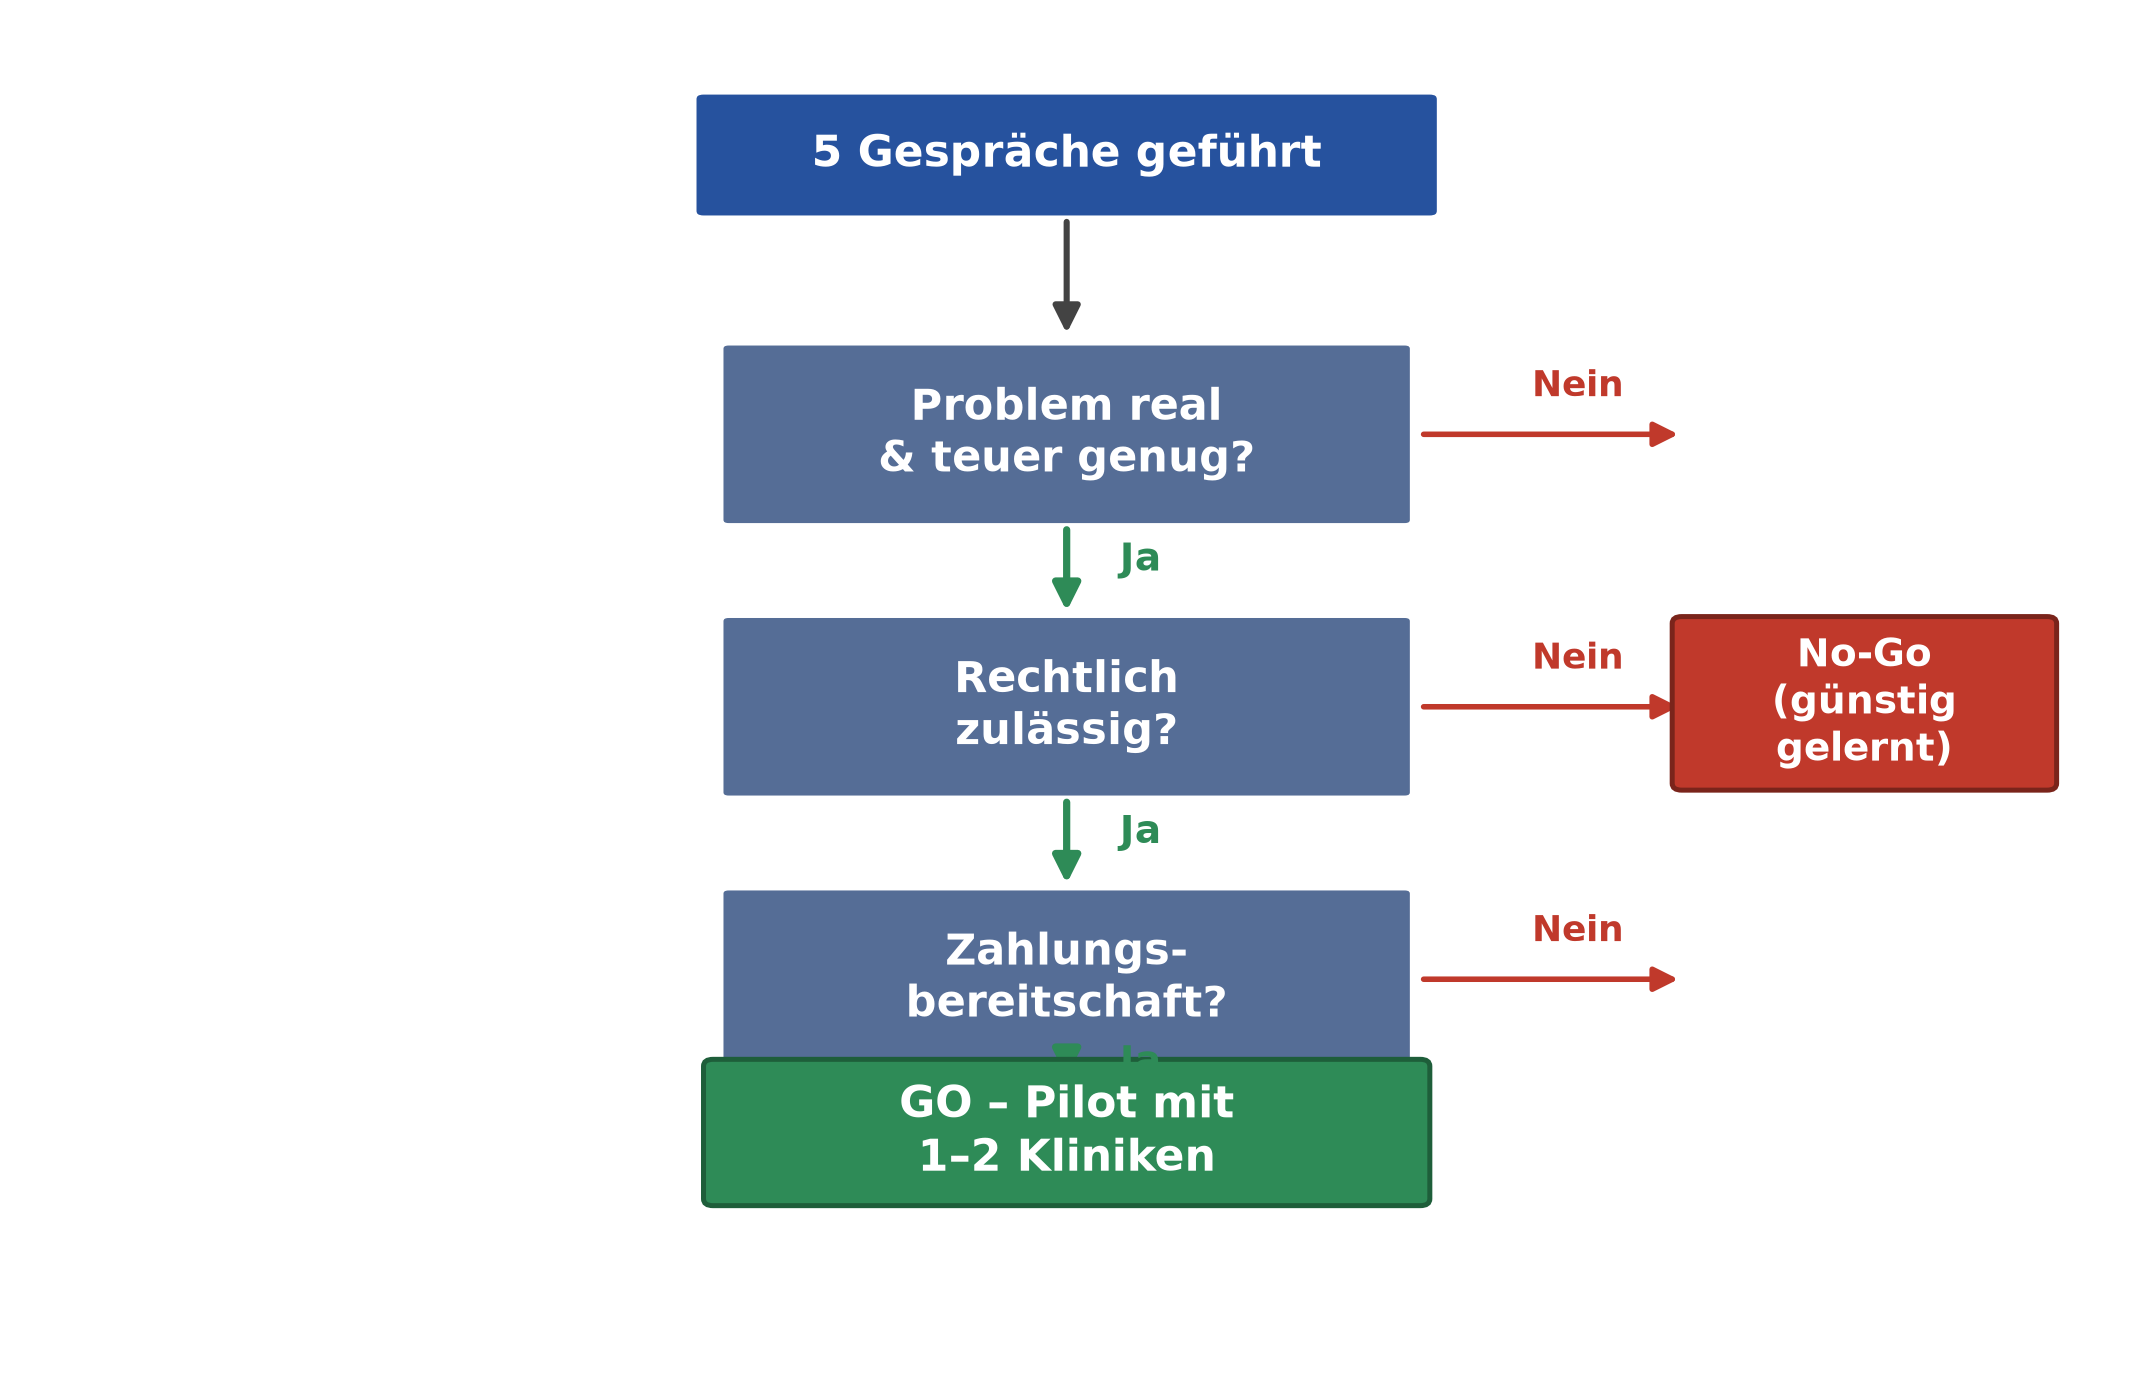 5 Gespräche geführt
Problem real
& teuer genug?
Nein
Ja
Rechtlich
zulässig?
Nein
No-Go
(günstig
gelernt)
Ja
Zahlungs-
bereitschaft?
Nein
Ja
GO – Pilot mit
1–2 Kliniken